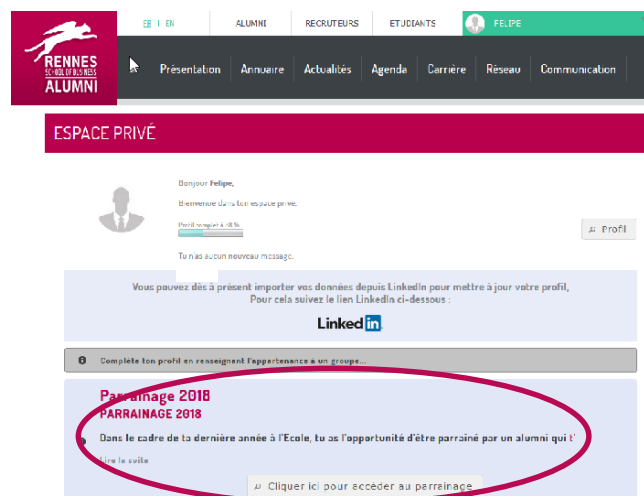 FR | EN
ALUMNI
RECRUTEURS
ETUDIANTS
FELIPE
RENNES
SCHOOL OF BUSINESS
ALUMNI
Présentation
Annuaire
Actualités
Agenda
Carrière
Réseau
Communication
ESPACE PRIVÉ
Bonjour Felipe,
Bienvenue dans ton espace privé.
Profil complet à %
Tu n'as aucun nouveau message.
Profil
Vous pouvez dès à présent importer vos données depuis LinkedIn pour mettre à jour votre profil,
Pour cela suivez le lien LinkedIn ci-dessous :
Linked in
Complète ton profil en renseignant l'appartenance à un groupe...
Parrainage 2018
PARRAINAGE 2018
Dans le cadre de ta dernière année à l'Ecole, tu as l'opportunité d'être parrainé par un alumni qui t'
Lire la suite
Cliquer ici pour accéder au parrainage